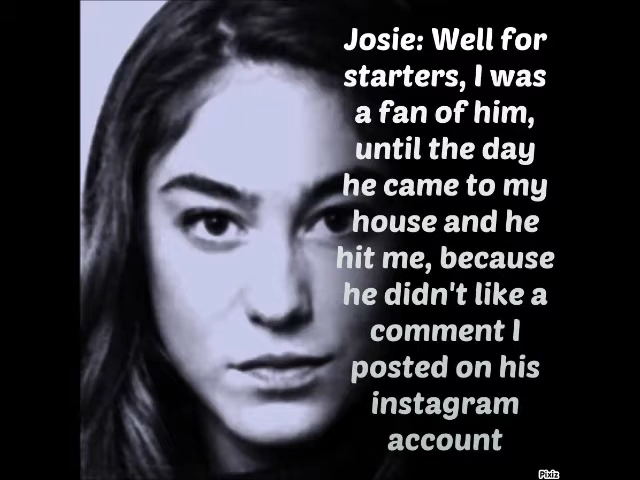 Josie: Well for
starters, I was
a fan of him,
until the day
he came to my
house and he
hit me, because
he didn't like a
comment I
posted on his
instagram
account
Pixiz